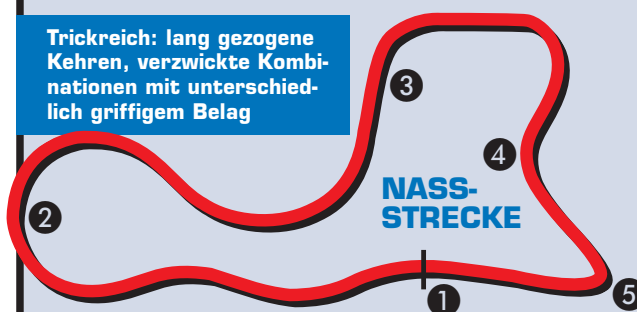 Trickreich: lang gezogene
Kehren, verzwickte Kombi-
nationen mit unterschied-
lich griffigem Belag
3
4
2
NASS-
STRECKE
1
5